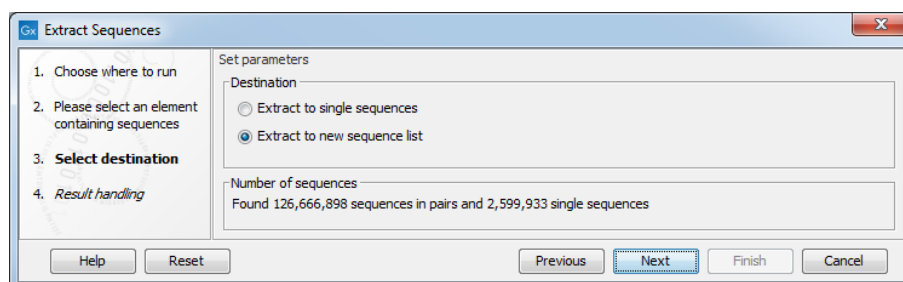 Gx Extract Sequences
1. Choose where to run
2. Please select an element
containing sequences
3. Select destination
4. Result handling
Set parameters
Destination
Extract to single sequences
Extract to new sequence list
Number of sequences
Found 126,666,898 sequences in pairs and 2,599,933 single sequences
Help Reset Previous Next Finish Cancel